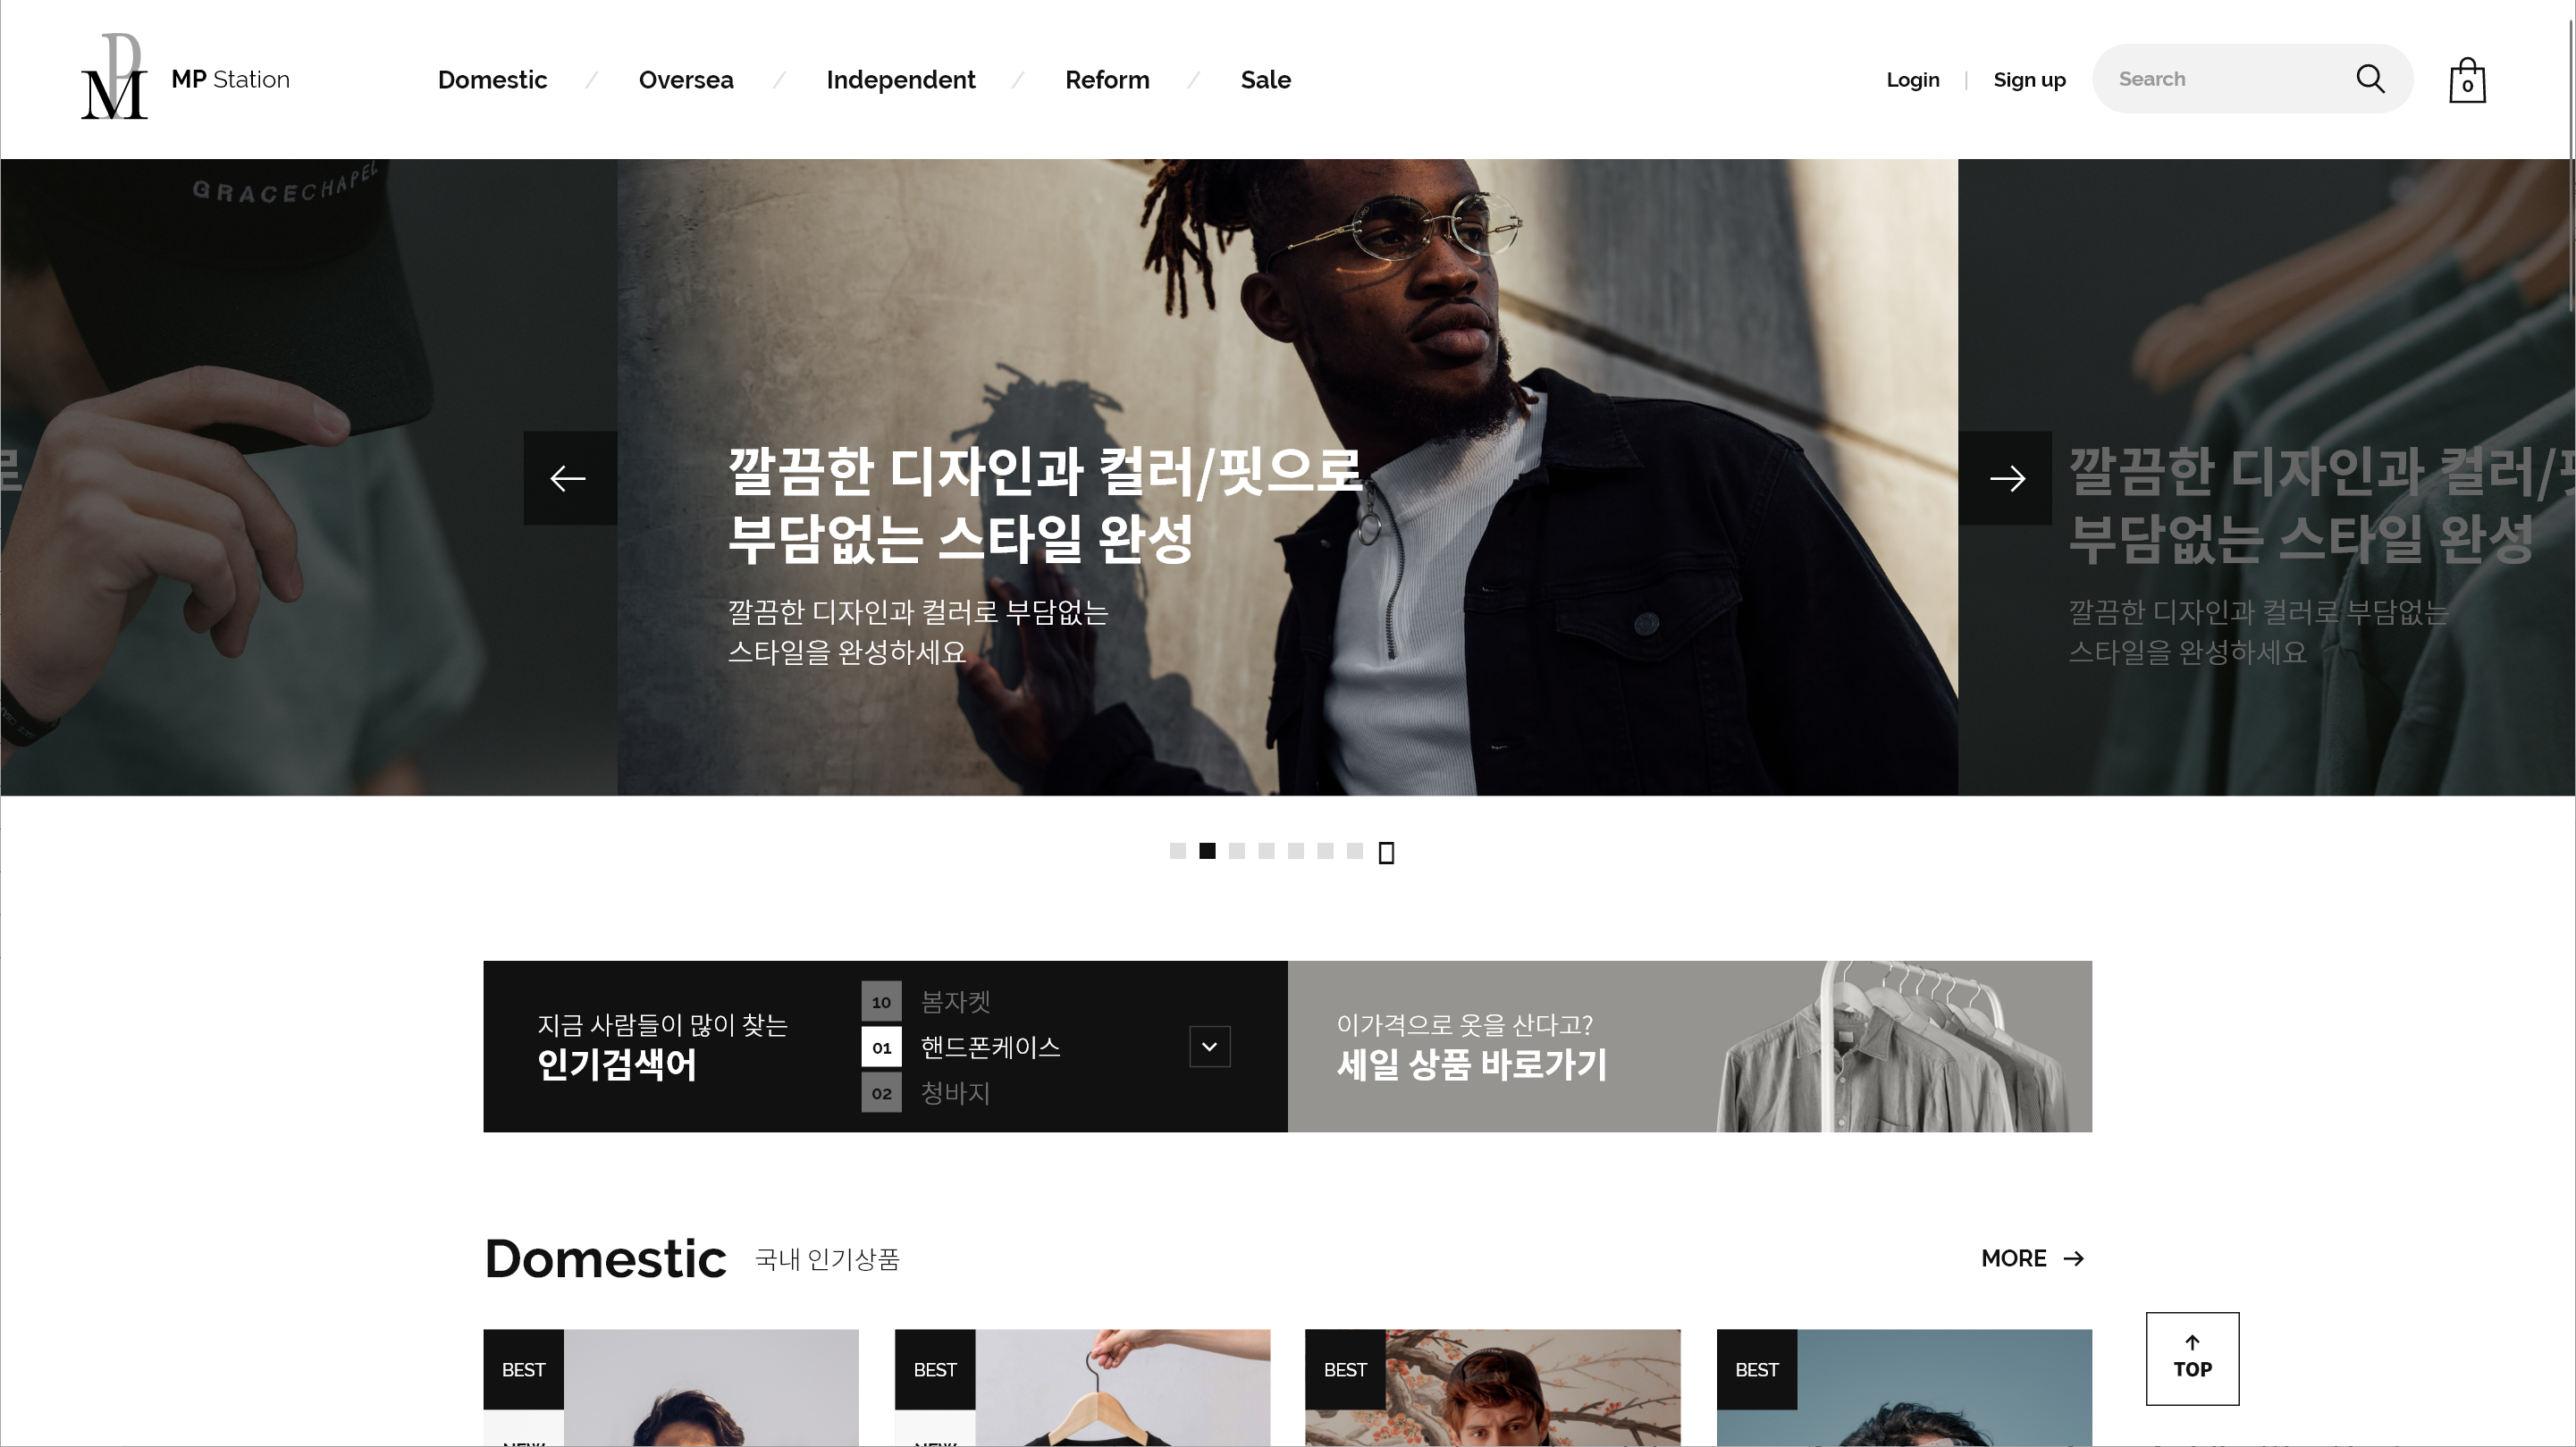 MP Station
Domestic / Oversea / Independent / Reform / Sale
Login | Sign up
Search
0
GRACECHAPEL
로
깔끔한 디자인과 컬러/핏으로
부담없는 스타일 완성
깔끔한 디자인과 컬러로 부담없는
스타일을 완성하세요
깔끔한 디자인과 컬러/핏
부담없는 스타일 완성
깔끔한 디자인과 컬러로 부담없는
스타일을 완성하세요
지금 사람들이 많이 찾는
인기검색어
10 봄자켓
01 핸드폰케이스
02 청바지
이가격으로 옷을 산다고?
세일 상품 바로가기
Domestic 국내 인기상품
MORE
BEST
NEW
BEST
NEW
BEST
BEST
TOP